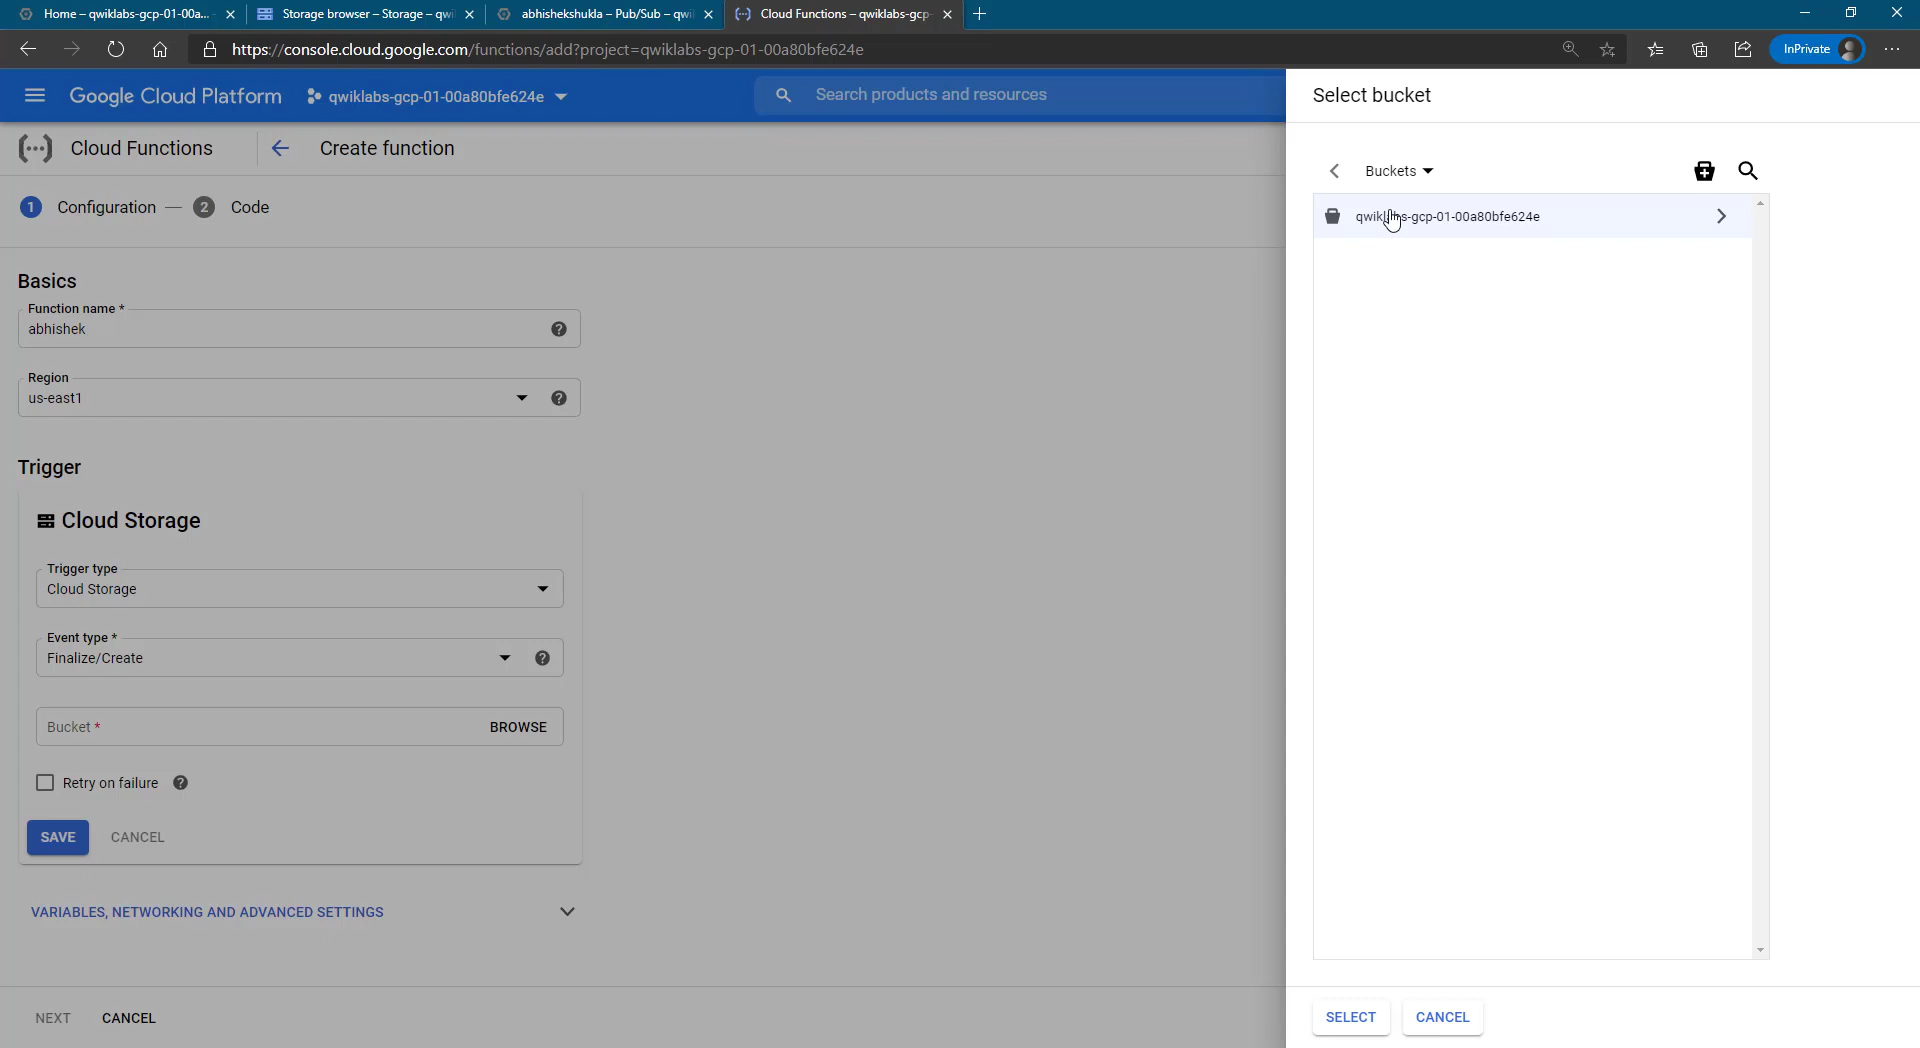 Home – qwiklabs-gcp-01-00a...
Storage browser – Storage – qwi
abhishekshukla – Pub/Sub – qwi
Cloud Functions – qwiklabs-gcp-
https://console.cloud.google.com/functions/add?project=qwiklabs-gcp-01-00a80bfe624e
InPrivate
Google Cloud Platform
qwiklabs-gcp-01-00a80bfe624e
Search products and resources
Cloud Functions
Create function
1 Configuration — 2 Code
Basics
Function name *
abhishek
Region
us-east1
Trigger
Cloud Storage
Trigger type
Cloud Storage
Event type *
Finalize/Create
Bucket *
BROWSE
Retry on failure
SAVE
CANCEL
VARIABLES, NETWORKING AND ADVANCED SETTINGS
NEXT
CANCEL
Select bucket
Buckets
qwiklabs-gcp-01-00a80bfe624e
SELECT
CANCEL